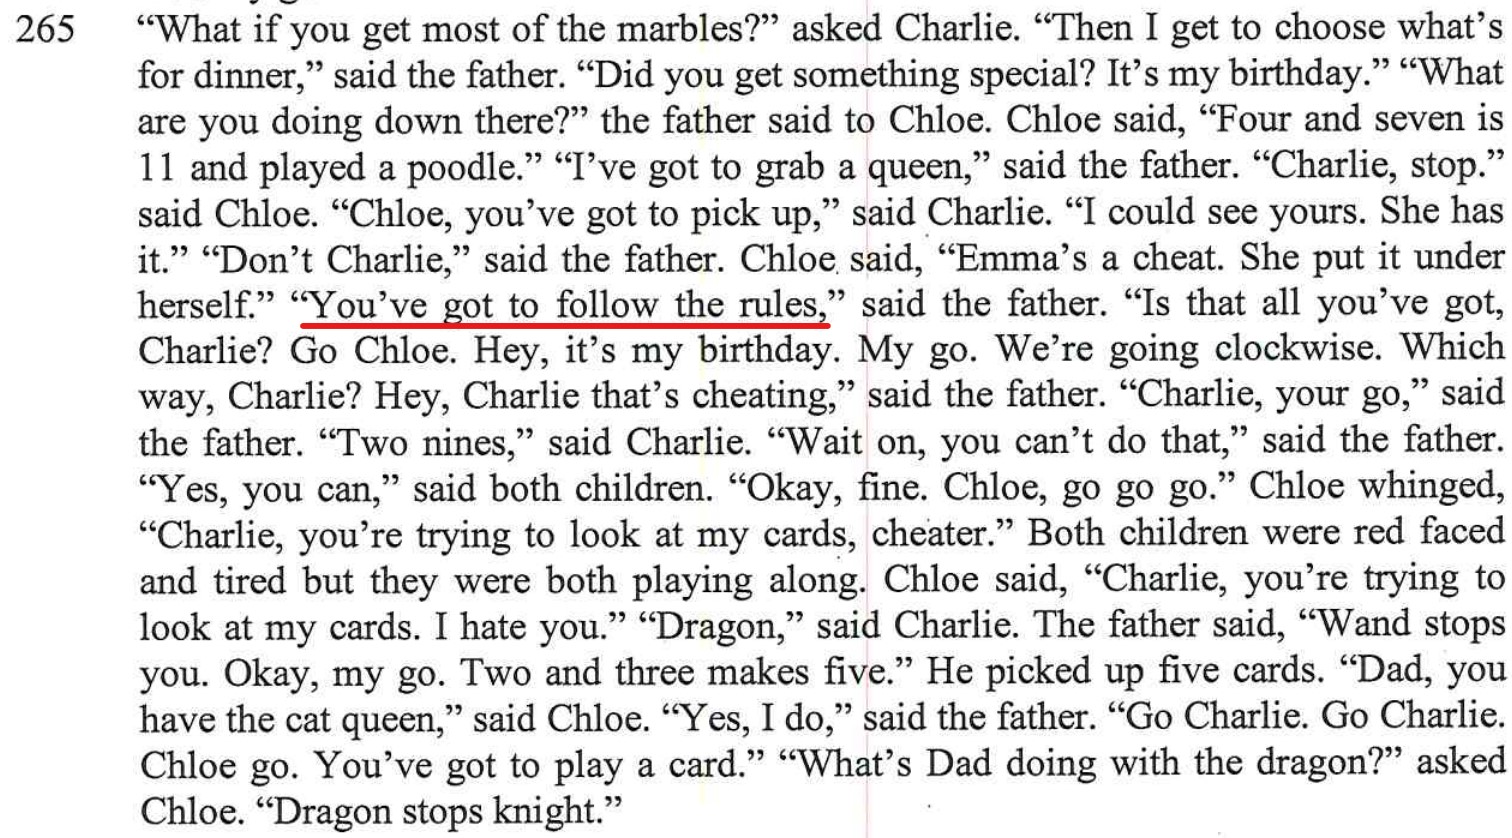 265 “What if you get most of the marbles?” asked Charlie. “Then I get to choose what’s
for dinner,” said the father. “Did you get something special? It’s my birthday.” “What
are you doing down there?” the father said to Chloe. Chloe said, “Four and seven is
11 and played a poodle.” “I’ve got to grab a queen,” said the father. “Charlie, stop.”
said Chloe. “Chloe, you’ve got to pick up,” said Charlie. “I could see yours. She has
it.” “Don’t Charlie,” said the father. Chloe said, “Emma’s a cheat. She put it under
herself.” “You’ve got to follow the rules,” said the father. “Is that all you’ve got,
Charlie? Go Chloe. Hey, it’s my birthday. My go. We’re going clockwise. Which
way, Charlie? Hey, Charlie that’s cheating,” said the father. “Charlie, your go,” said
the father. “Two nines,” said Charlie. “Wait on, you can’t do that,” said the father.
“Yes, you can,” said both children. “Okay, fine. Chloe, go go go.” Chloe whinged,
“Charlie, you’re trying to look at my cards, cheater.” Both children were red faced
and tired but they were both playing along. Chloe said, “Charlie, you’re trying to
look at my cards. I hate you.” “Dragon,” said Charlie. The father said, “Wand stops
you. Okay, my go. Two and three makes five.” He picked up five cards. “Dad, you
have the cat queen,” said Chloe. “Yes, I do,” said the father. “Go Charlie. Go Charlie.
Chloe go. You’ve got to play a card.” “What’s Dad doing with the dragon?” asked
Chloe. “Dragon stops knight.”